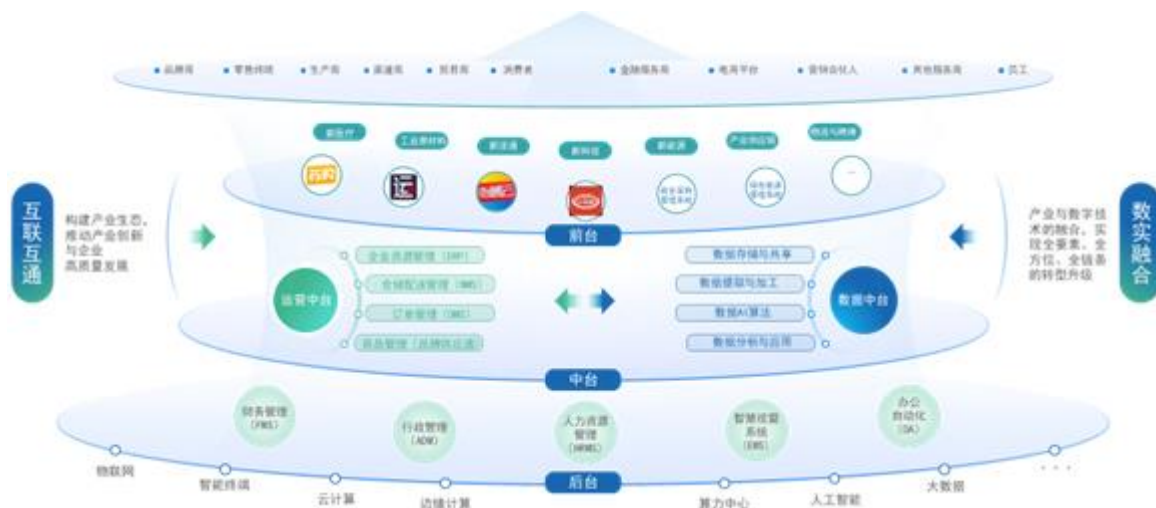 品牌商
零售终端
生产商
渠道商
贸易商
消费者
金融服务商
电商平台
营销合伙人
其他服务商
员工
新医疗
工业原材料
新流通
新科技
新能源
产业供应链
前台
互联互通
构建产业生态,
推动产业创新
与企业
高质量发展
数实融合
产业与数字技
术的融合, 实
现全要素、全
方位、全链条
的转型升级
运营中台
企业资源管理 (ERP)
仓储配送管理 (WMS)
订单管理 (OMS)
数据存储与共享
数据提取与加工
数据AI算法
数据分析与应用
数据中台
中台
财务管理
(FMS)
行政管理
(ADM)
人力资源
管理
(HRMS)
智慧经营
系统
(EMS)
办公
自动化
(OA)
后台
物联网
智能终端
云计算
边缘计算
算力中心
人工智能
大数据
...